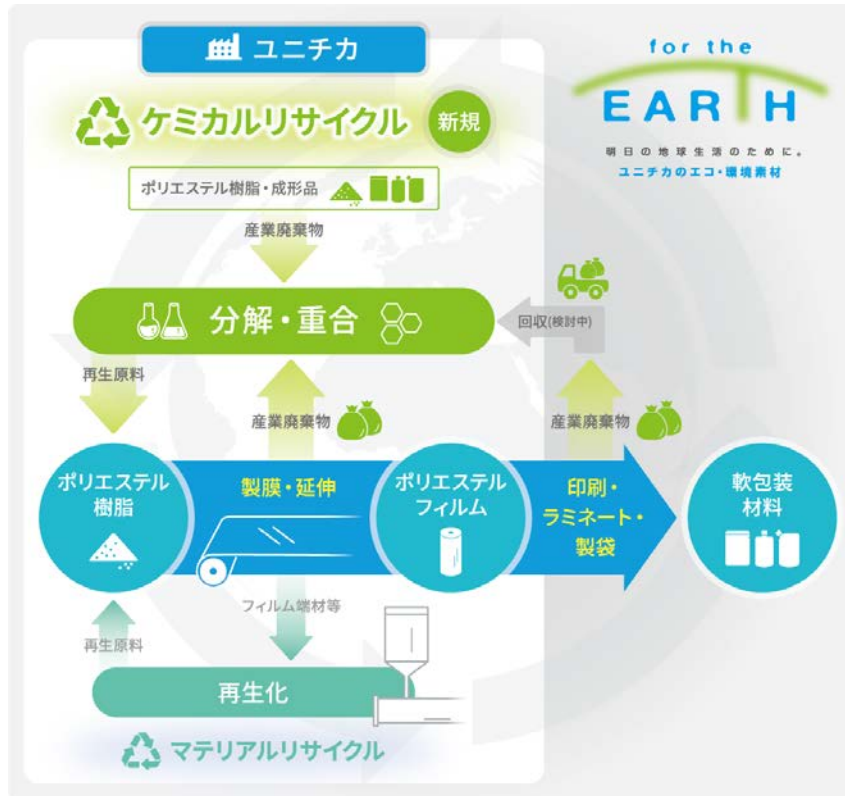 ユニチカ
for the
EARTH
明日の地球生活のために。
ユニチカのエコ・環境素材
ケミカルリサイクル
新規
ポリエステル樹脂・成形品
産業廃棄物
分解・重合
回収(検討中)
再生原料
産業廃棄物
産業廃棄物
ポリエステル
樹脂
製膜・延伸
ポリエステル
フィルム
印刷・
ラミネート・
製袋
軟包装
材料
フィルム端材等
再生原料
再生化
マテリアルリサイクル